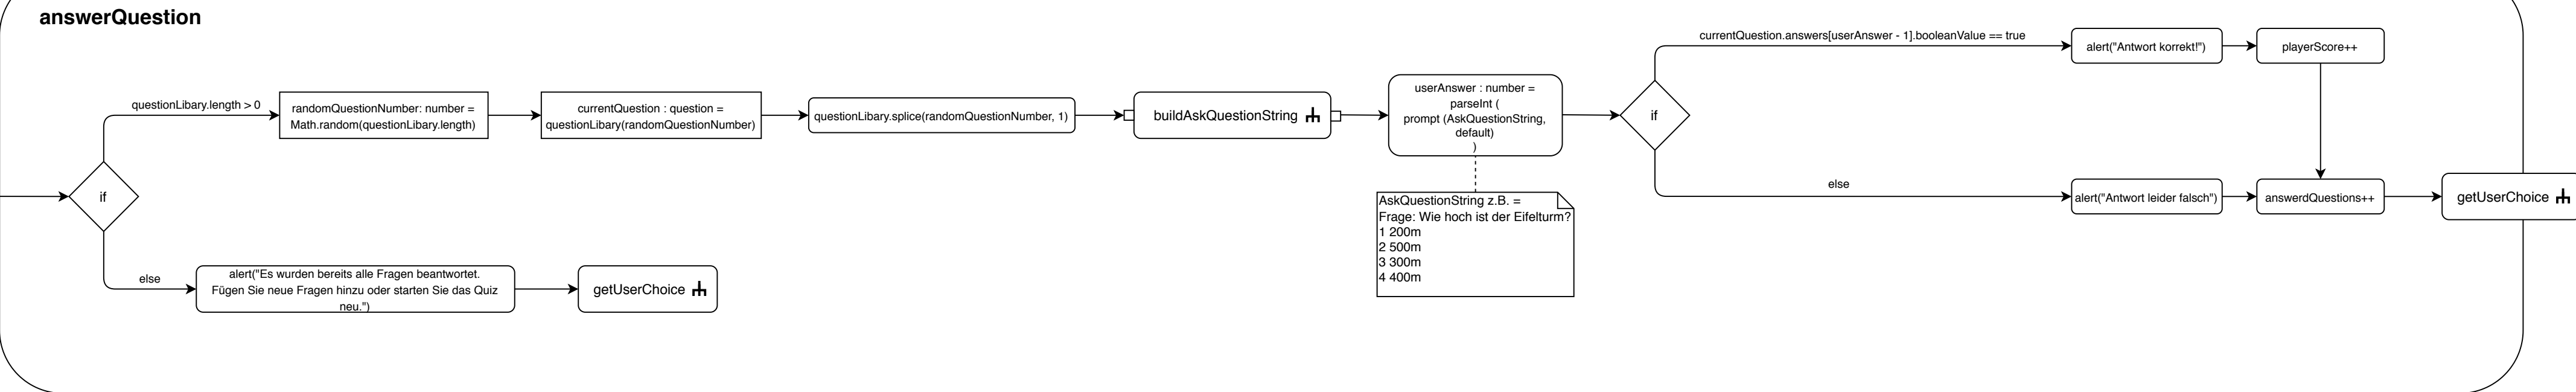 answerQuestion
questionLibary.length > 0
if
else
randomQuestionNumber: number =
Math.random(questionLibary.length)
currentQuestion : question =
questionLibary(randomQuestionNumber)
questionLibary.splice(randomQuestionNumber, 1)
buildAskQuestionString
userAnswer : number =
parseInt (
prompt (AskQuestionString,
default)
)
AskQuestionString z.B. =
Frage: Wie hoch ist der Eifelturm?
1 200m
2 500m
3 300m
4 400m
if
currentQuestion.answers[userAnswer - 1].booleanValue == true
alert("Antwort korrekt!")
playerScore++
else
alert("Antwort leider falsch")
answerdQuestions++
getUserChoice
alert("Es wurden bereits alle Fragen beantwortet.
Fügen Sie neue Fragen hinzu oder starten Sie das Quiz
neu.")
getUserChoice